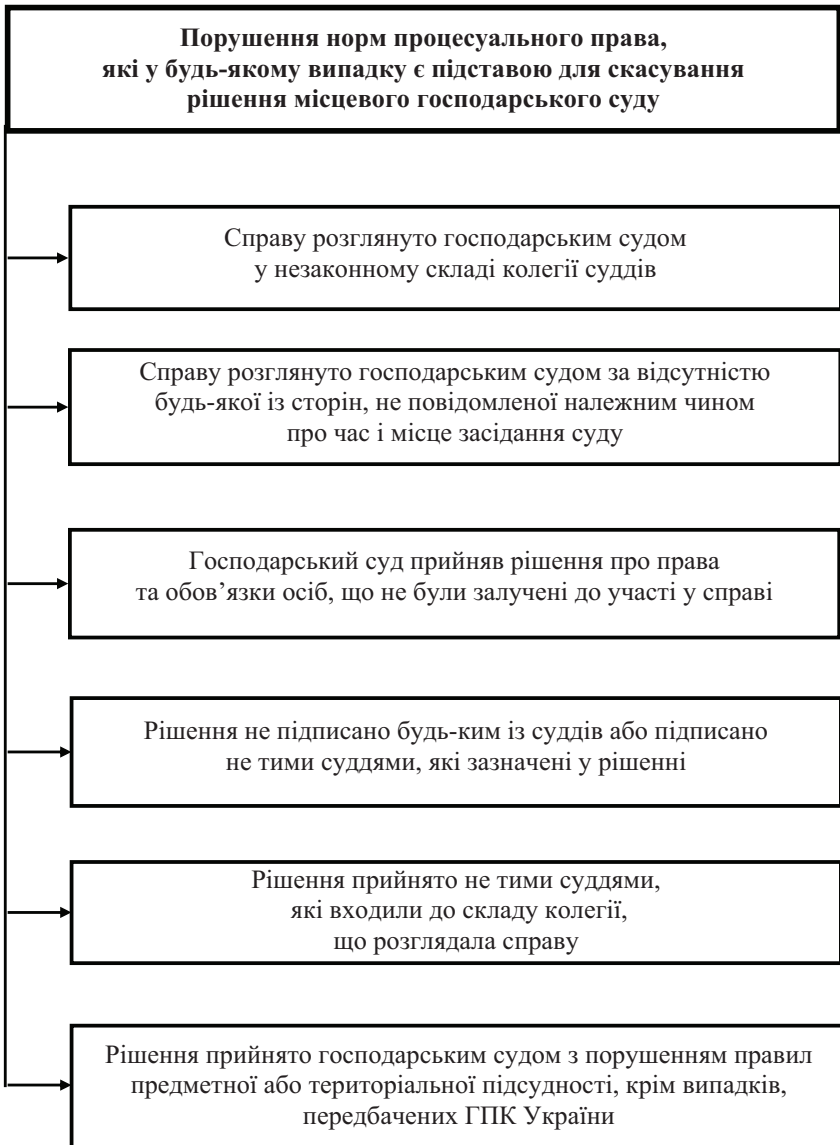 Порушення норм процесуального права,
які у будь-якому випадку є підставою для скасування
рішення місцевого господарського суду
Справу розглянуто господарським судом
у незаконному складі колегії суддів
Справу розглянуто господарським судом за відсутністю
будь-якої із сторін, не повідомленої належним чином
про час і місце засідання суду
Господарський суд прийняв рішення про права
та обов’язки осіб, що не були залучені до участі у справі
Рішення не підписано будь-ким із суддів або підписано
не тими суддями, які зазначені у рішенні
Рішення прийнято не тими суддями,
які входили до складу колегії,
що розглядала справу
Рішення прийнято господарським судом з порушенням правил
предметної або територіальної підсудності, крім випадків,
передбачених ГПК України